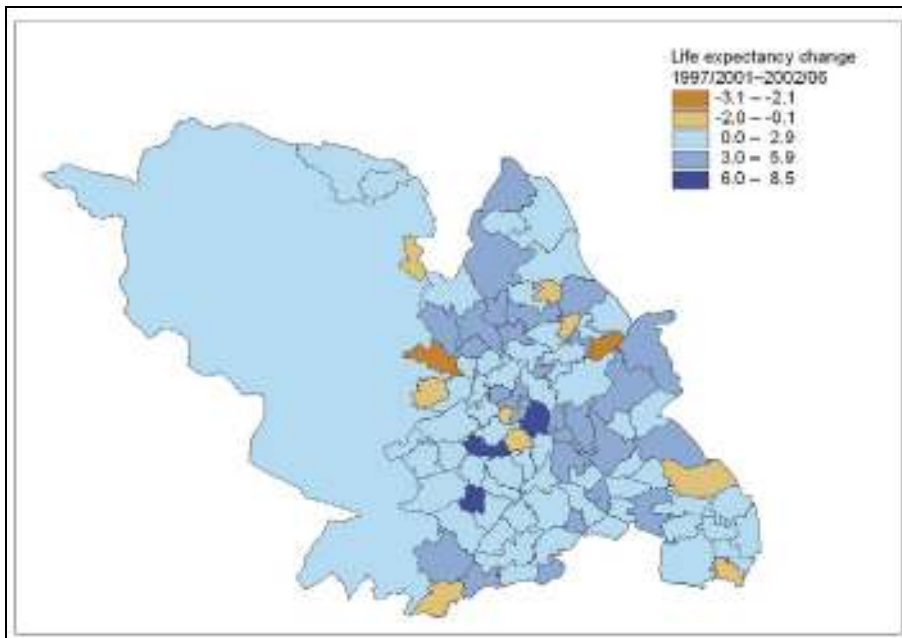 Life expectancy change
1997/2001–2002/06
-3.1 – -2.1
-2.0 – -0.1
0.0 – 2.9
3.0 – 5.9
6.0 – 8.5